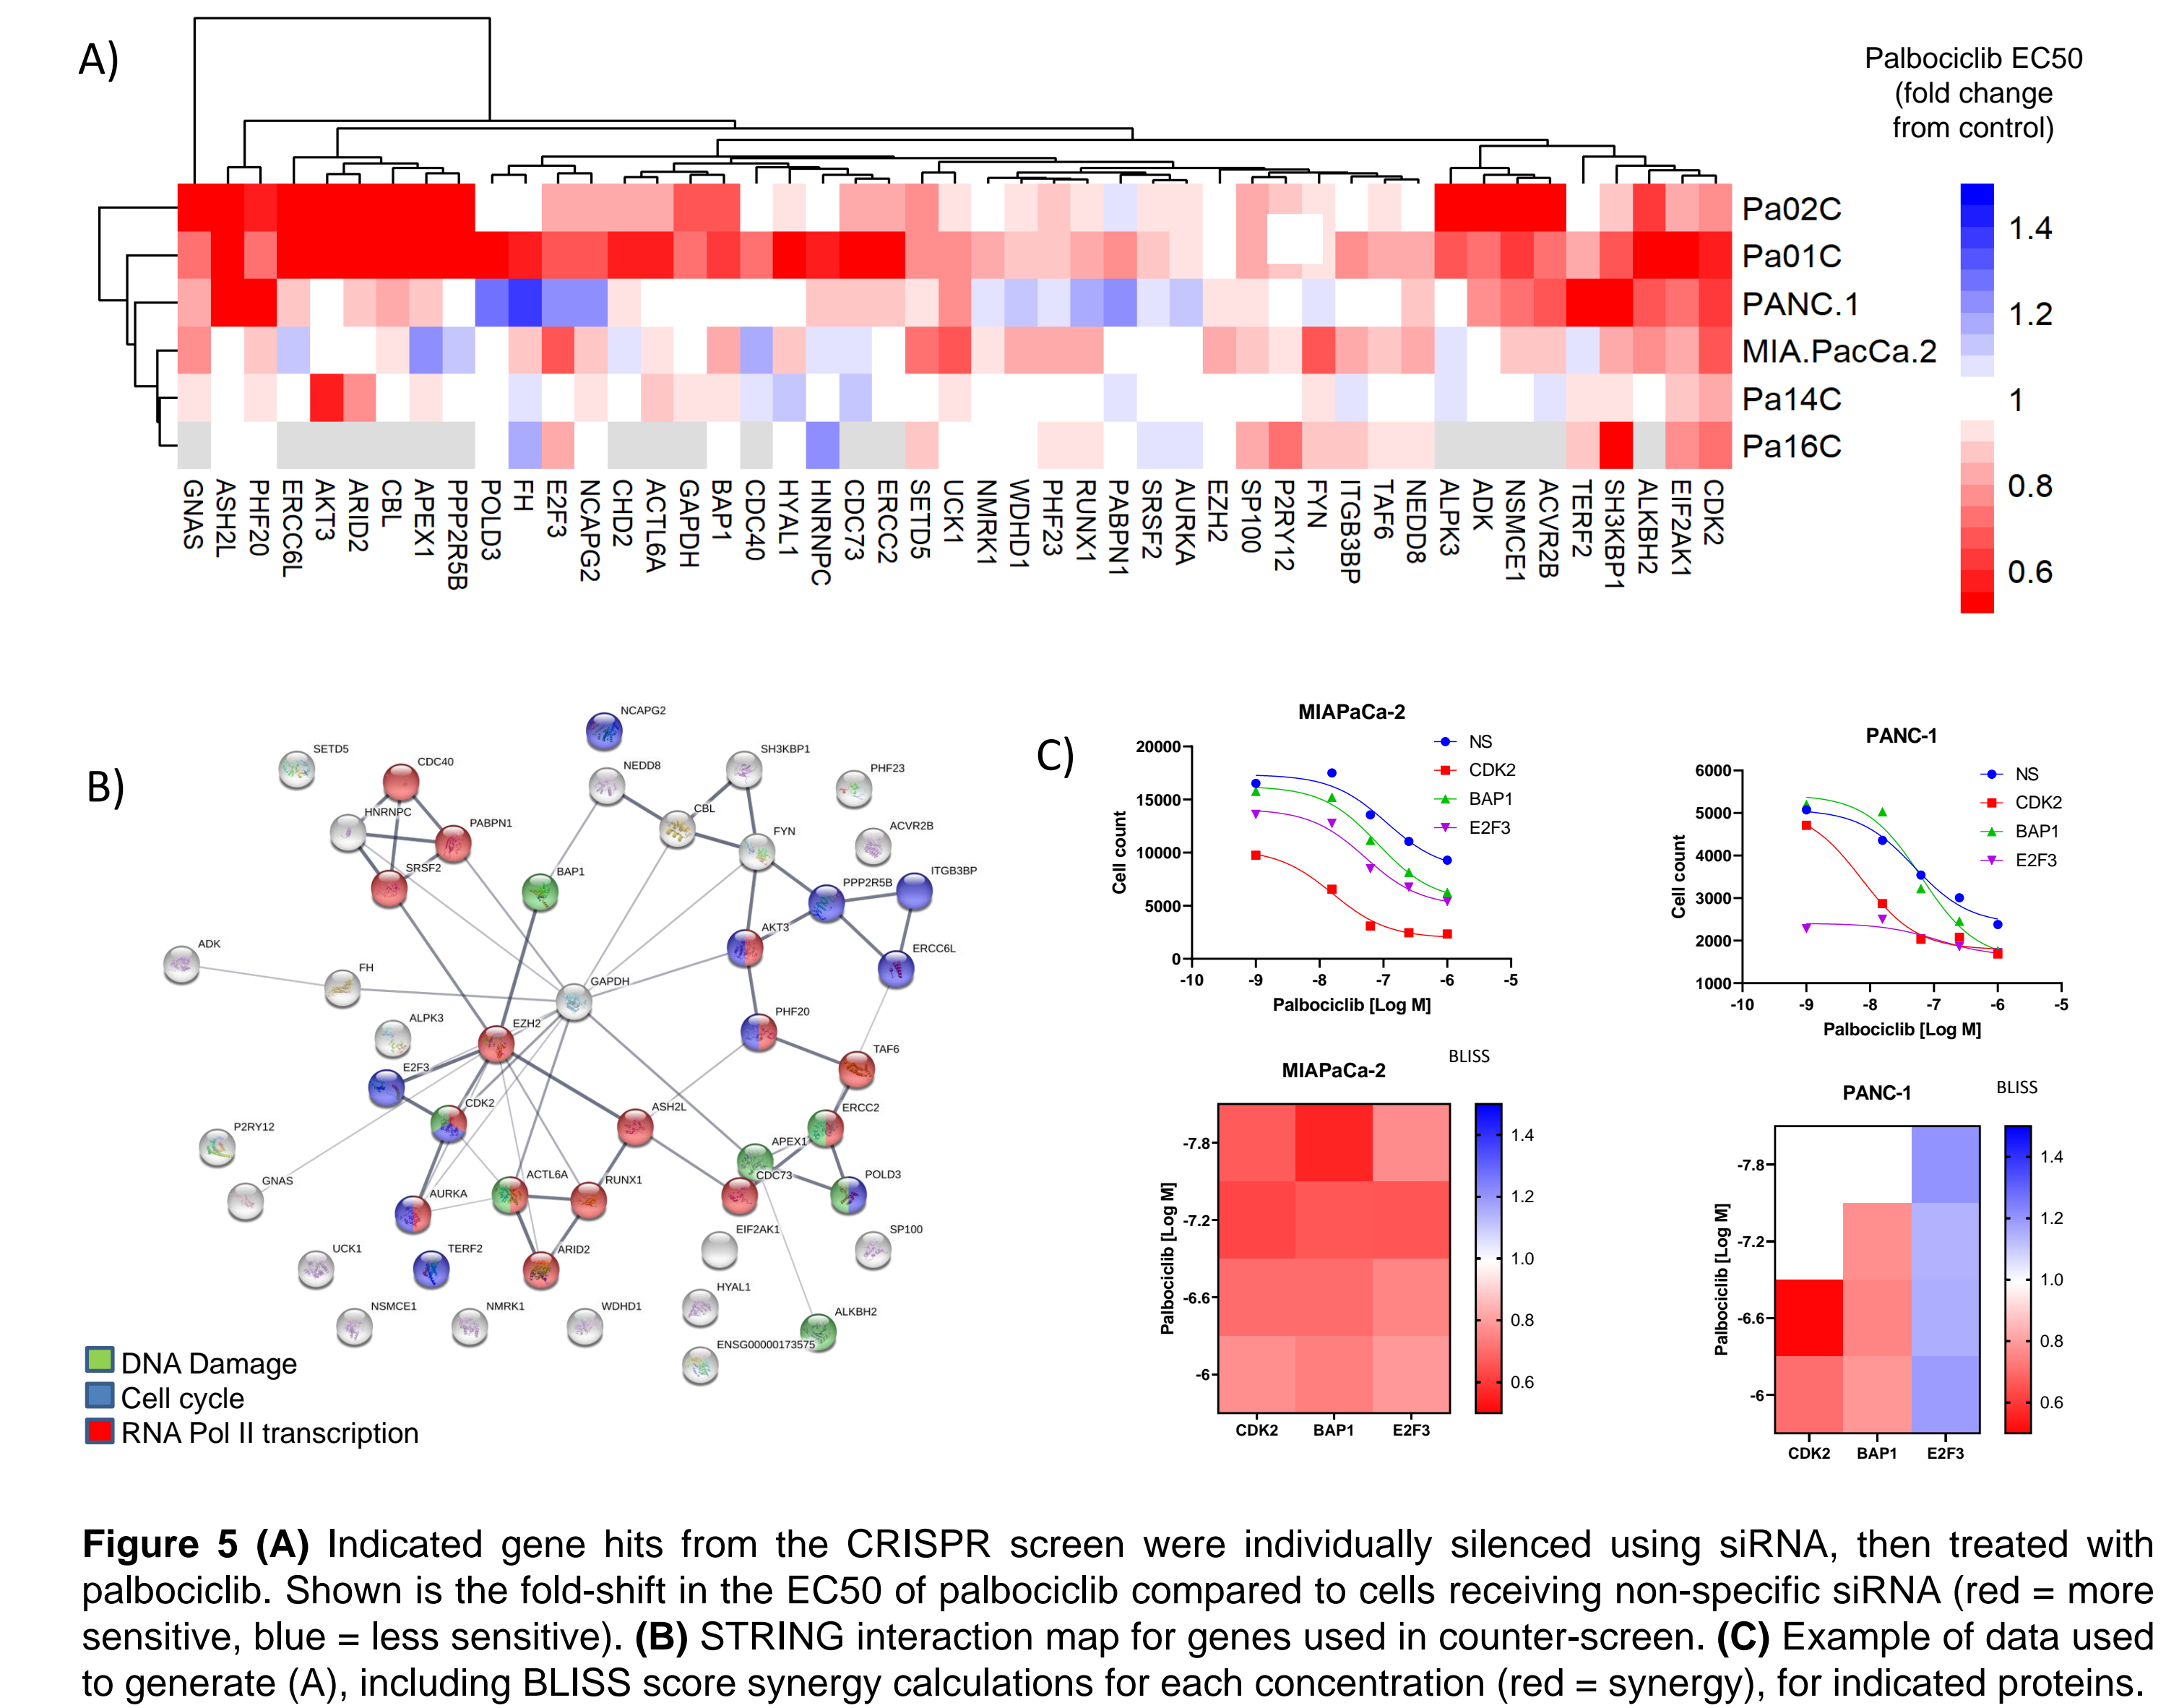 A)
Palbociclib EC50
(fold change
from control)
Pa02C
Pa01C
PANC.1
MIA.PacCa.2
Pa14C
Pa16C
1.4
1.2
1
0.8
0.6
GNAS
ASH2L
PHF20
ERCC6L
AKT3
ARID2
CBL
APEX1
PPP2R5B
POLD3
FH
E2F3
NCAPG2
CHD2
ACTL6A
GAPDH
BAP1
CDC40
HYAL1
HNRNPC
CDC73
ERCC2
SETD5
UCK1
NMRK1
WDHD1
PHF23
RUNX1
PABPN1
SRSF2
AURKA
EZH2
SP100
P2RY12
FYN
ITGB3BP
TAF6
NEDD8
ALPK3
ADK
NSMCE1
ACVR2B
TERF2
SH3KBP1
ALKBH2
EIF2AK1
CDK2
B)
NCAPG2
SETD5
CDC40
NEDD8
SH3KBP1
PHF23
HNRNPC
PABPN1
CBL
FYN
ACVR2B
SRSF2
BAP1
PPP2R5B
ITGB3BP
ADK
AKT3
ERCC6L
FH
GAPDH
ALPK3
EZH2
PHF20
TAF6
E2F3
CDK2
ASH2L
ERCC2
P2RY12
APEX1
GNAS
AURKA
ACTL6A
RUNX1
CDC73
POLD3
UCK1
TERF2
ARID2
EIF2AK1
SP100
NSMCE1
NMRK1
WDHD1
HYAL1
ALKBH2
ENSG00000173575
DNA Damage
Cell cycle
RNA Pol II transcription
C)
MIAPaCa-2
20000
15000
10000
5000
0
Cell count
-10
-9
-8
-7
-6
-5
Palbociclib [Log M]
NS
CDK2
BAP1
E2F3
PANC-1
6000
5000
4000
3000
2000
1000
Cell count
-10
-9
-8
-7
-6
-5
Palbociclib [Log M]
NS
CDK2
BAP1
E2F3
MIAPaCa-2
BLISS
-7.8
-7.2
-6.6
-6
Palbociclib [Log M]
CDK2
BAP1
E2F3
1.4
1.2
1.0
0.8
0.6
PANC-1
BLISS
-7.8
-7.2
-6.6
-6
Palbociclib [Log M]
CDK2
BAP1
E2F3
1.4
1.2
1.0
0.8
0.6
Figure 5 (A) Indicated gene hits from the CRISPR screen were individually silenced using siRNA, then treated with
palbociclib. Shown is the fold-shift in the EC50 of palbociclib compared to cells receiving non-specific siRNA (red = more
sensitive, blue = less sensitive). (B) STRING interaction map for genes used in counter-screen. (C) Example of data used
to generate (A), including BLISS score synergy calculations for each concentration (red = synergy), for indicated proteins.